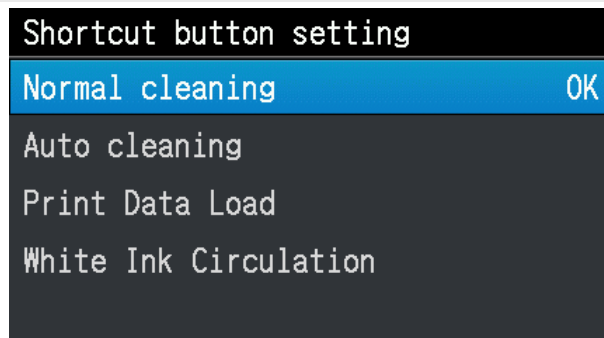 Shortcut button setting
Normal cleaning OK
Auto cleaning
Print Data Load
White Ink Circulation